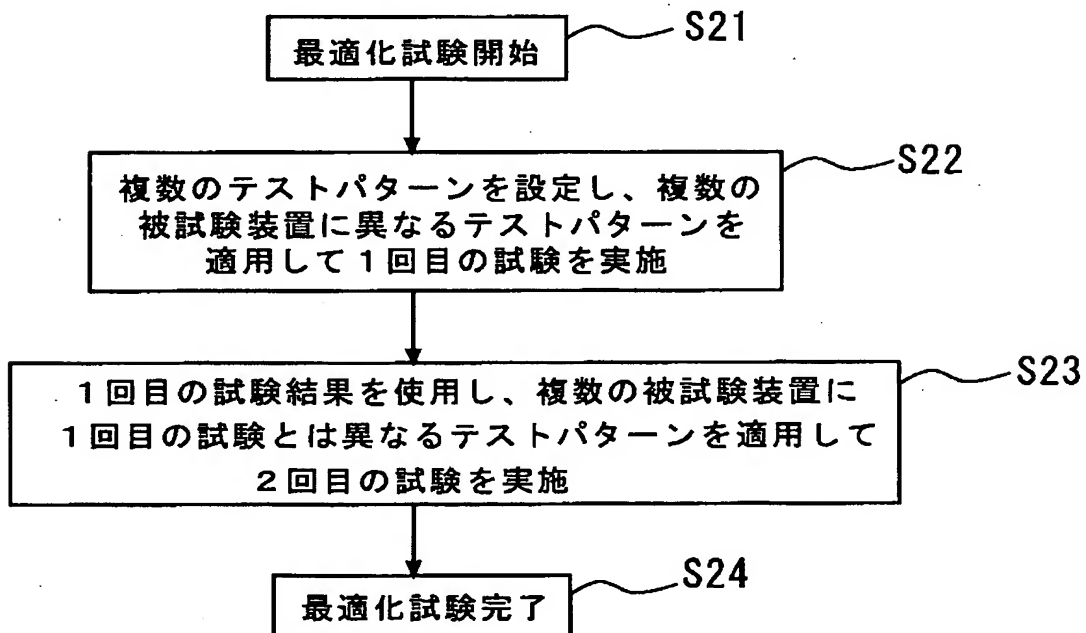 最適化試験開始
S21
複数のテストパターンを設定し、複数の
被試験装置に異なるテストパターンを
適用して1回目の試験を実施
S22
1回目の試験結果を使用し、複数の被試験装置に
1回目の試験とは異なるテストパターンを適用して
2回目の試験を実施
S23
最適化試験完了
S24